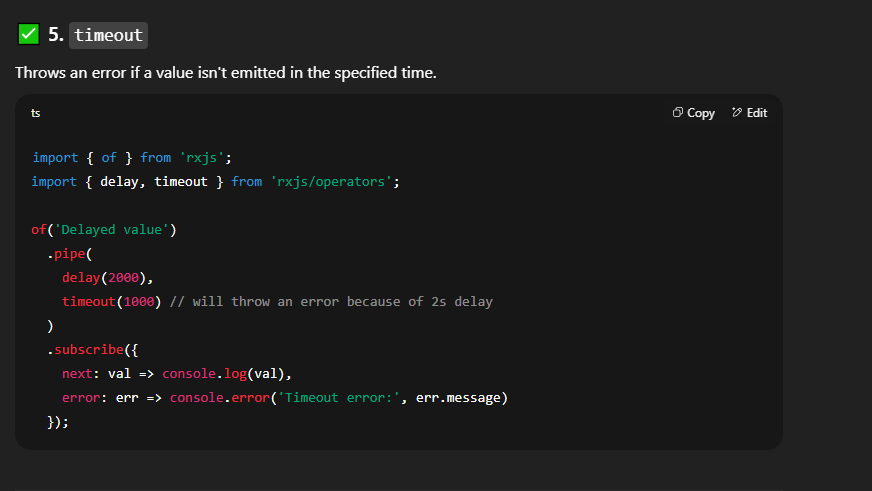 ✅ 5. timeout
Throws an error if a value isn't emitted in the specified time.
ts
Copy
Edit
import { of } from 'rxjs';
import { delay, timeout } from 'rxjs/operators';

of('Delayed value')
  .pipe(
    delay(2000),
    timeout(1000) // will throw an error because of 2s delay
  )
  .subscribe({
    next: val => console.log(val),
    error: err => console.error('Timeout error:', err.message)
  });